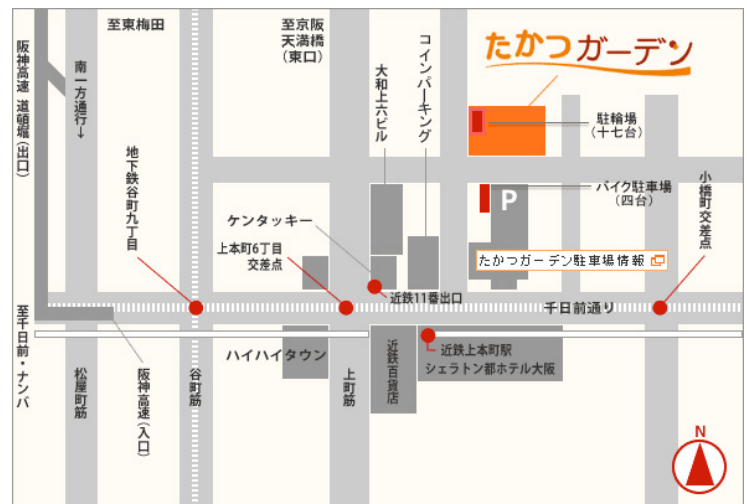 至東梅田
至京阪
天満橋
(東口)
たかつガーデン
阪神高速 道頓堀(出口)
南一方通行→
大和上六ビル
コインパーキング
駐輪場
(十七台)
地下鉄谷町九丁目
バイク駐車場
(四台)
小橋町交差点
P
ケンタッキー
上本町6丁目
交差点
たかつガーデン駐車場情報
近鉄11番出口
千日前通り
至千日前・ナンバ
ハイハイタウン
近鉄上本町駅
シェラトン都ホテル大阪
松屋町筋
阪神高速(入口)
谷町筋
上町筋
近鉄百貨店
N